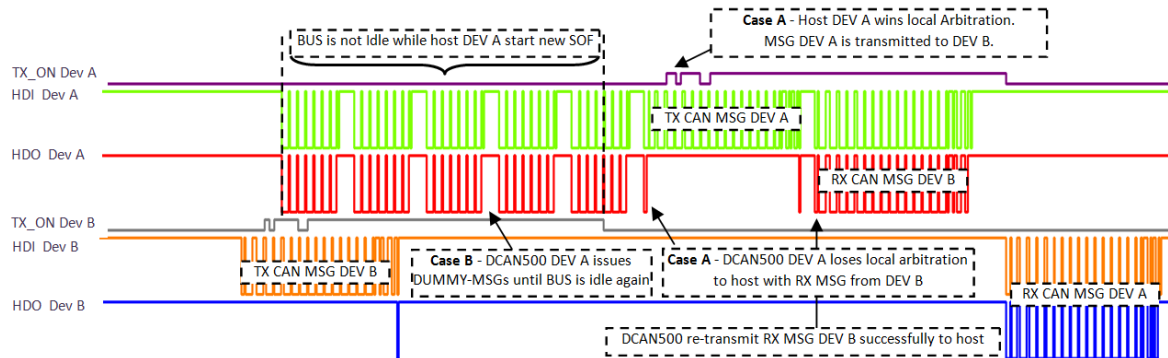 Case A - Host DEV A wins local Arbitration.
MSG DEV A is transmitted to DEV B.
BUS is not Idle while host DEV A start new SOF
TX_ON Dev A
HDI Dev A
TX CAN MSG DEV A
HDO Dev A
RX CAN MSG DEV B
TX_ON Dev B
HDI Dev B
TX CAN MSG DEV B
Case B - DCAN500 DEV A issues
DUMMY-MSGs until BUS is idle again
Case A - DCAN500 DEV A loses local arbitration
to host with RX MSG from DEV B
RX CAN MSG DEV A
HDO Dev B
DCAN500 re-transmit RX MSG DEV B successfully to host